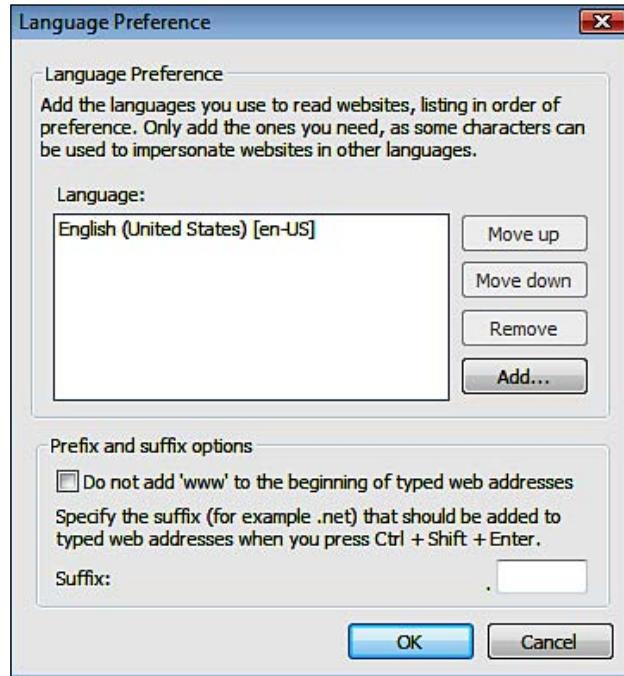 Language Preference
Language Preference
Add the languages you use to read websites, listing in order of
preference. Only add the ones you need, as some characters can
be used to impersonate websites in other languages.
Language:
English (United States) [en-US]
Move up
Move down
Remove
Add...
Prefix and suffix options
Do not add 'www' to the beginning of typed web addresses
Specify the suffix (for example .net) that should be added to
typed web addresses when you press Ctrl + Shift + Enter.
Suffix: .
OK Cancel